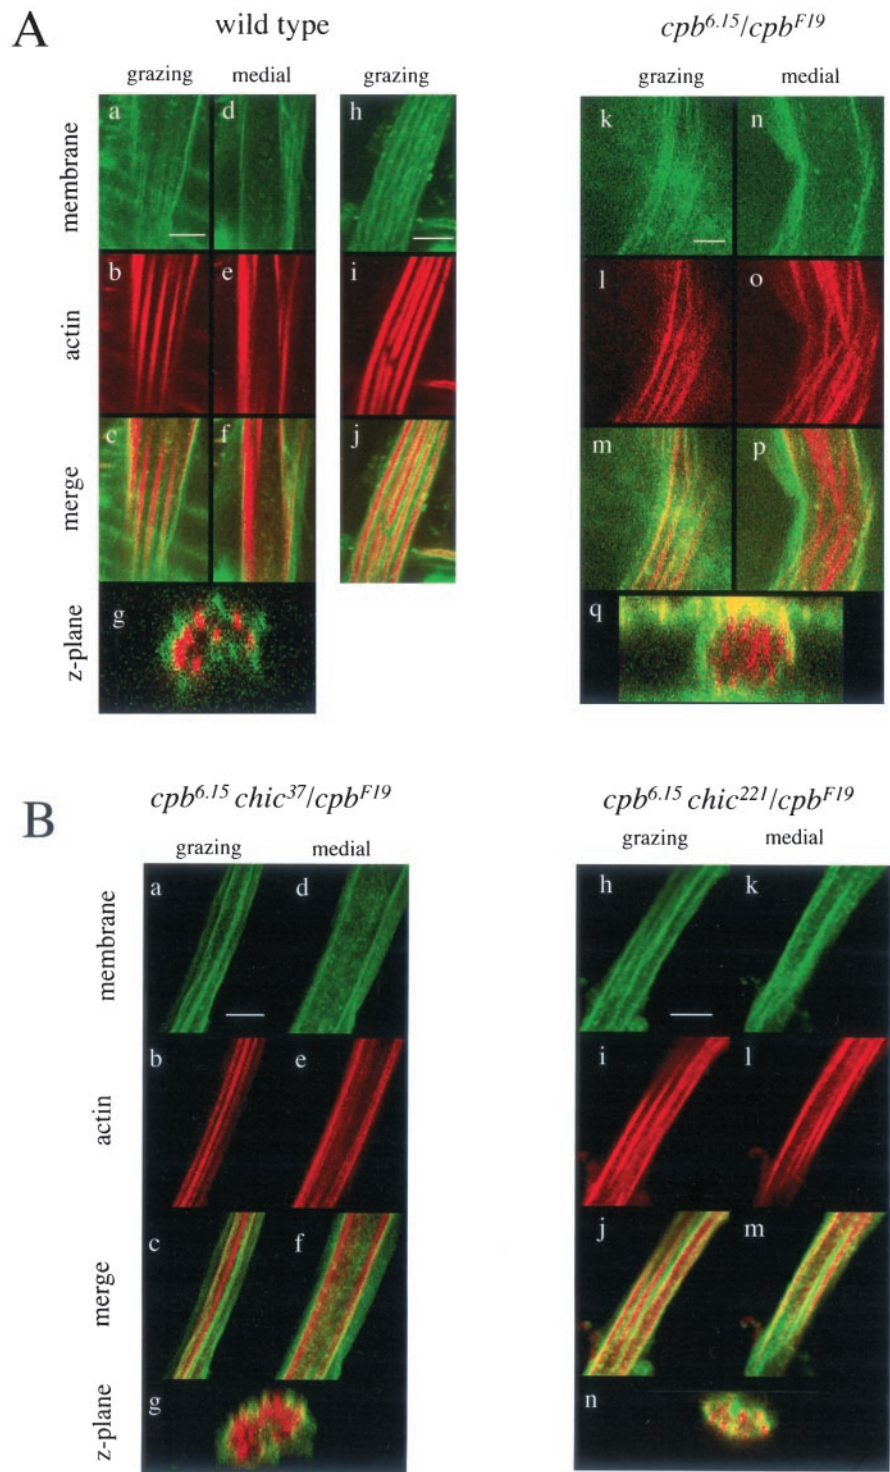 A
wild type
cpb6.15/cpbF19
grazing medial grazing
grazing medial
membrane
a d h k n
actin
b e i l o
merge
c f j m p
z-plane
g q
B
cpb6.15 chic37/cpbF19
cpb6.15 chic221/cpbF19
grazing medial
grazing medial
membrane
a d h k
actin
b e i l
merge
c f j m
z-plane
g n